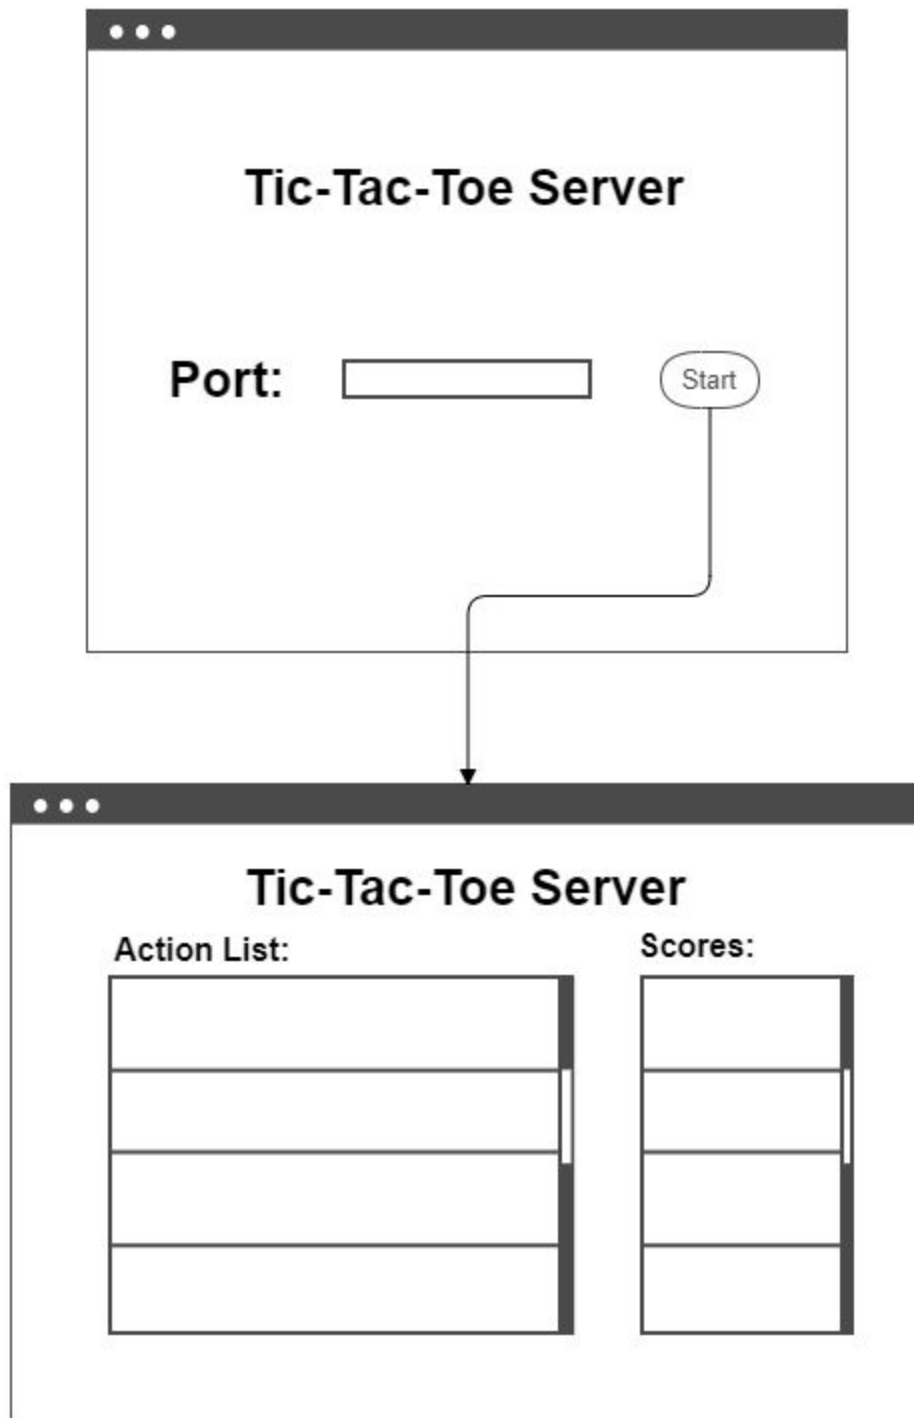 Tic-Tac-Toe Server
Port:
Start
Tic-Tac-Toe Server
Action List:
Scores: